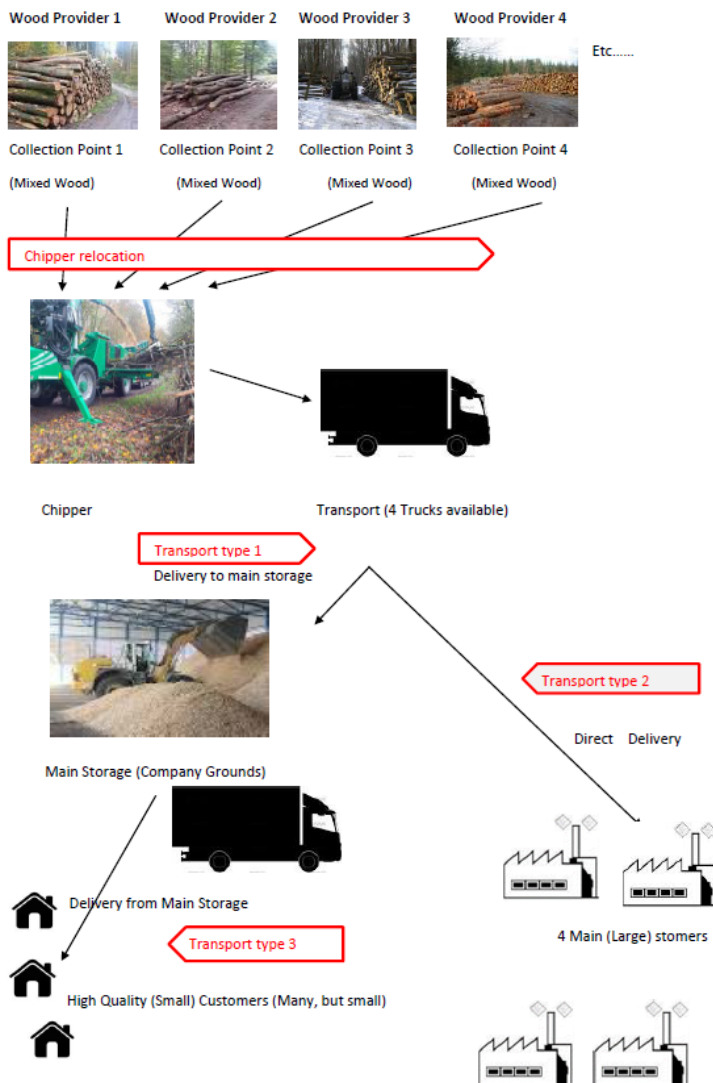 Wood Provider 1 Wood Provider 2 Wood Provider 3 Wood Provider 4
Etc......
Collection Point 1 Collection Point 2 Collection Point 3 Collection Point 4
(Mixed Wood) (Mixed Wood) (Mixed Wood) (Mixed Wood)
Chipper relocation
Chipper Transport (4 Trucks available)
Transport type 1
Delivery to main storage
Transport type 2
Direct Delivery
Main Storage (Company Grounds)
Delivery from Main Storage
4 Main (Large) stomers
Transport type 3
High Quality (Small) Customers (Many, but small)